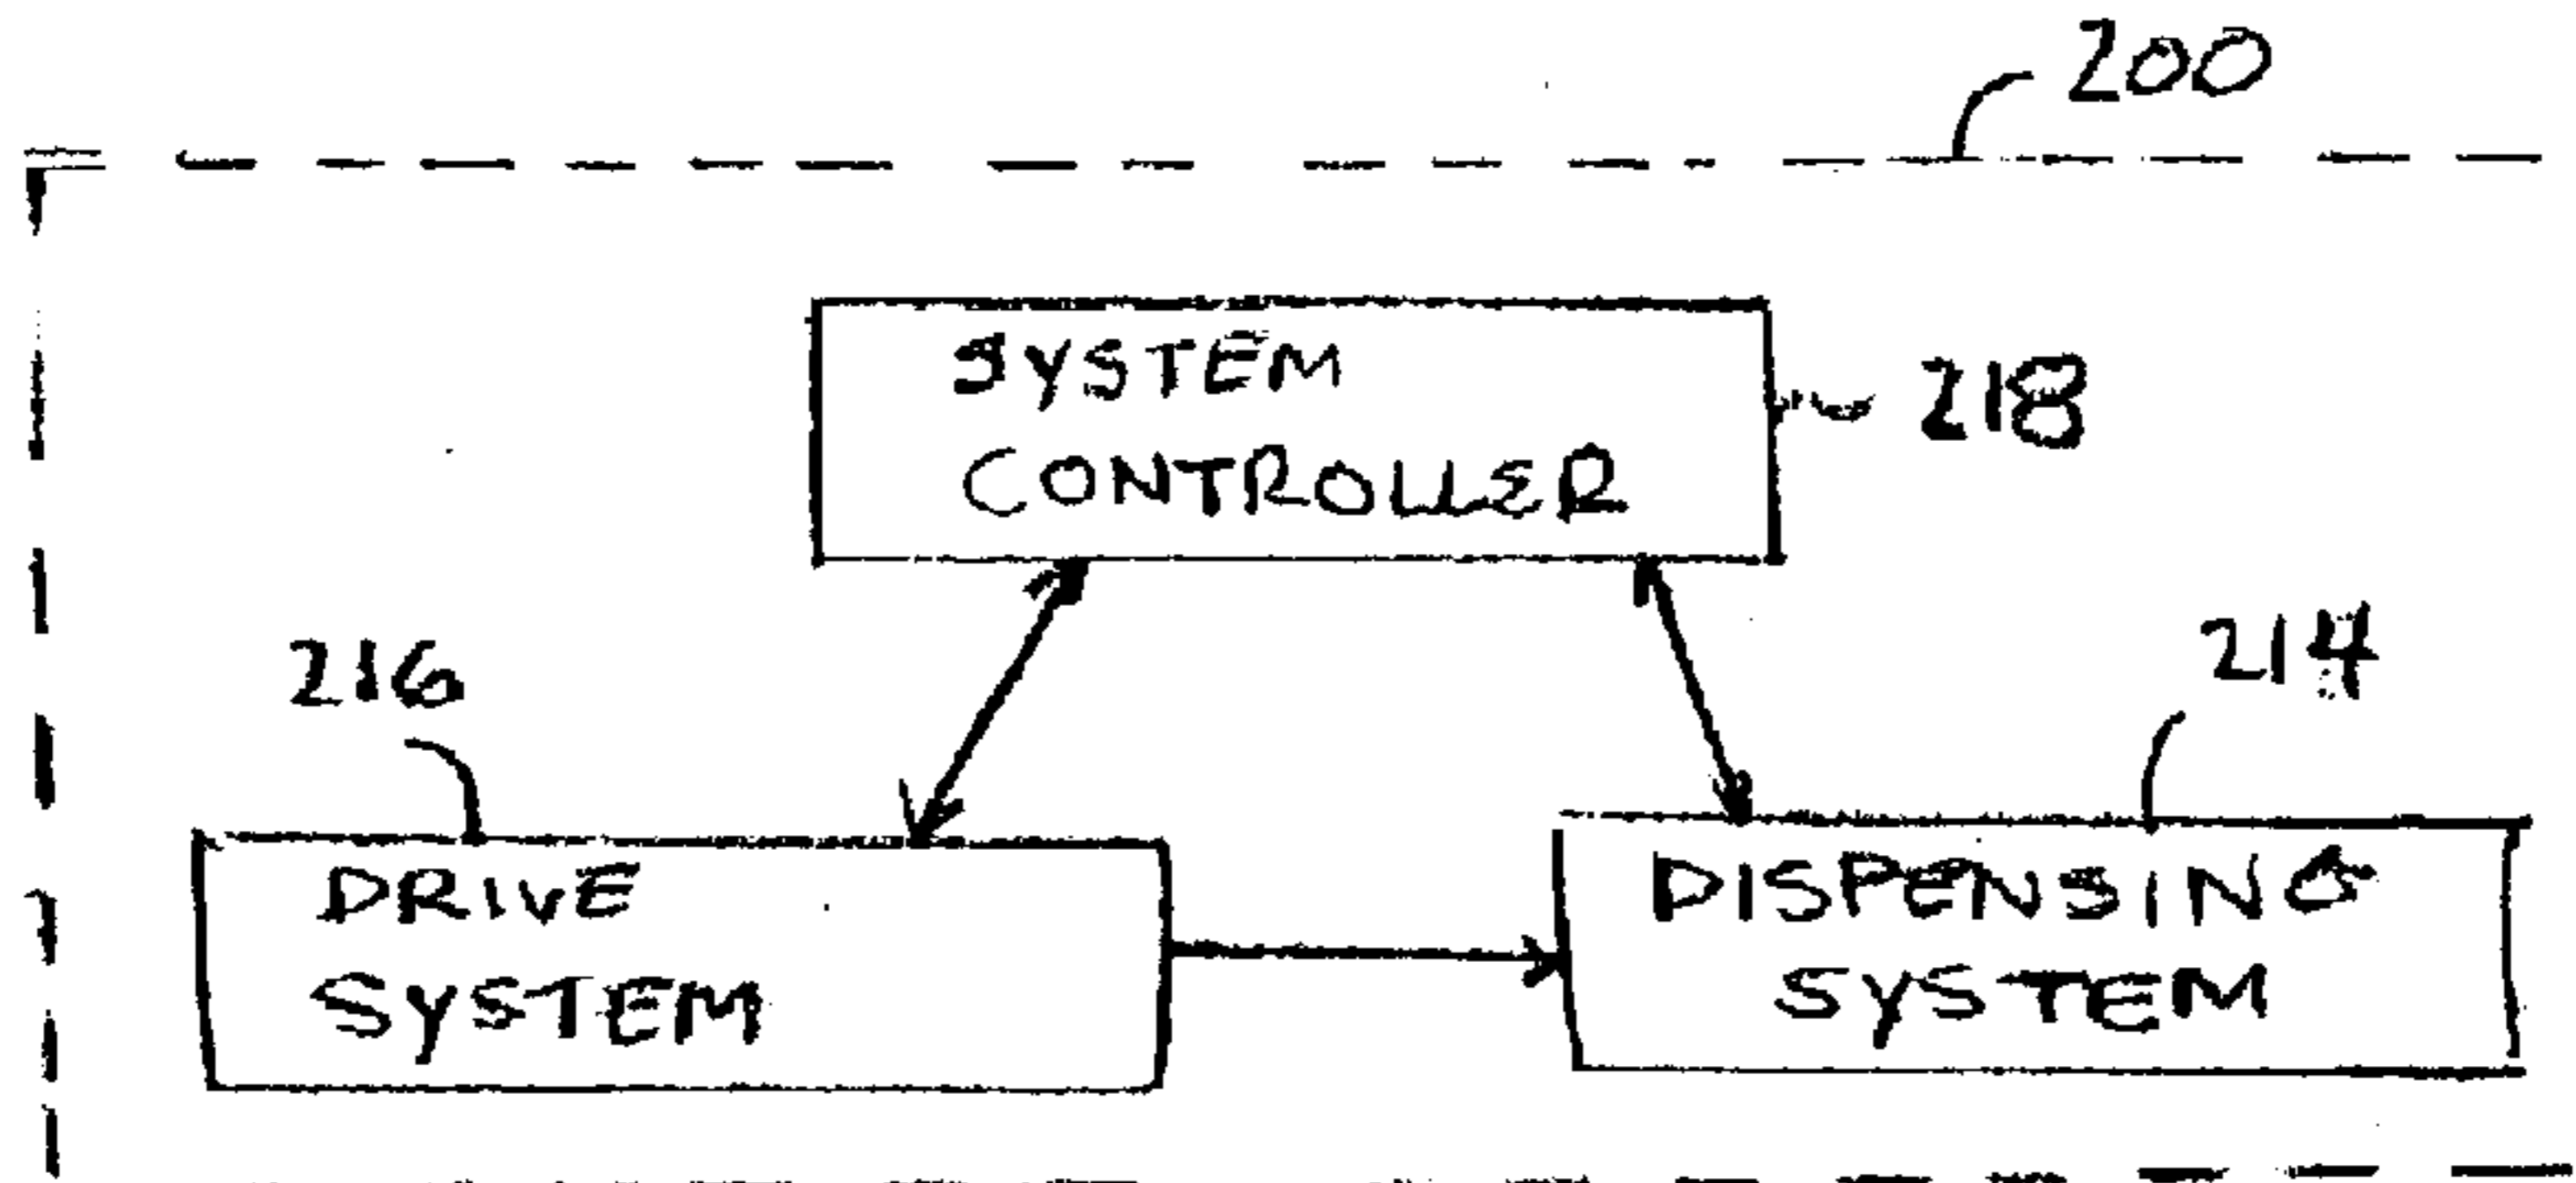 200
SYSTEM
CONTROLLER
218
216
214
DRIVE
SYSTEM
DISPENSING
SYSTEM